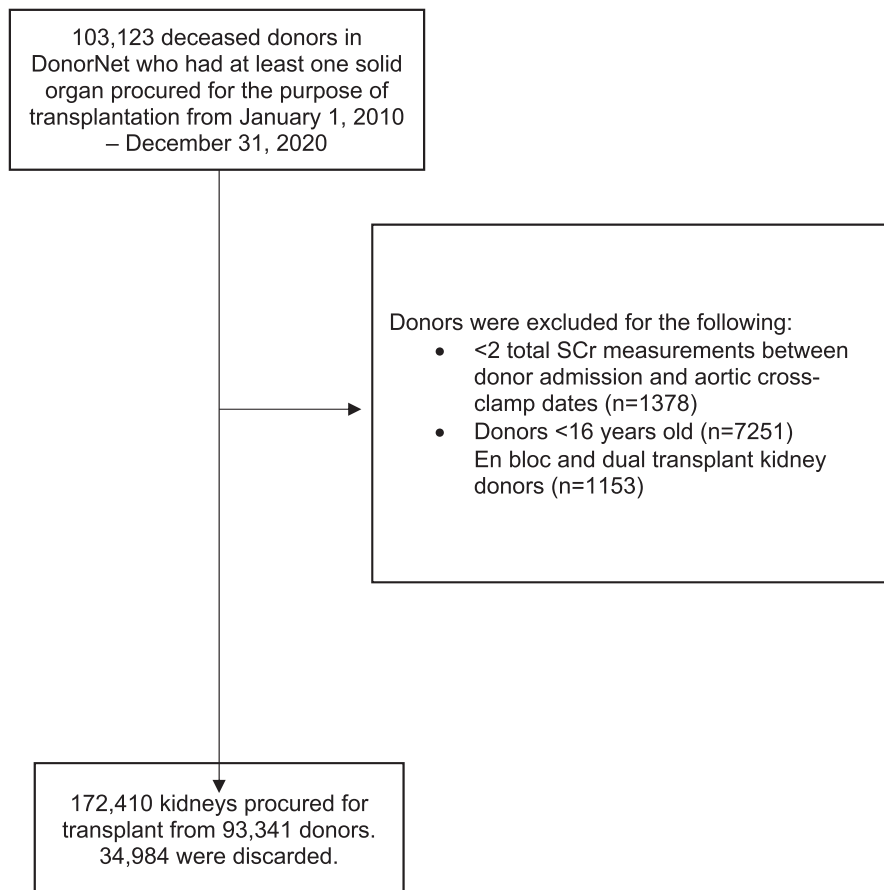 103,123 deceased donors in
DonorNet who had at least one solid
organ procured for the purpose of
transplantation from January 1, 2010
– December 31, 2020
Donors were excluded for the following:
• <2 total SCr measurements between
donor admission and aortic cross-
clamp dates (n=1378)
• Donors <16 years old (n=7251)
En bloc and dual transplant kidney
donors (n=1153)
172,410 kidneys procured for
transplant from 93,341 donors.
34,984 were discarded.